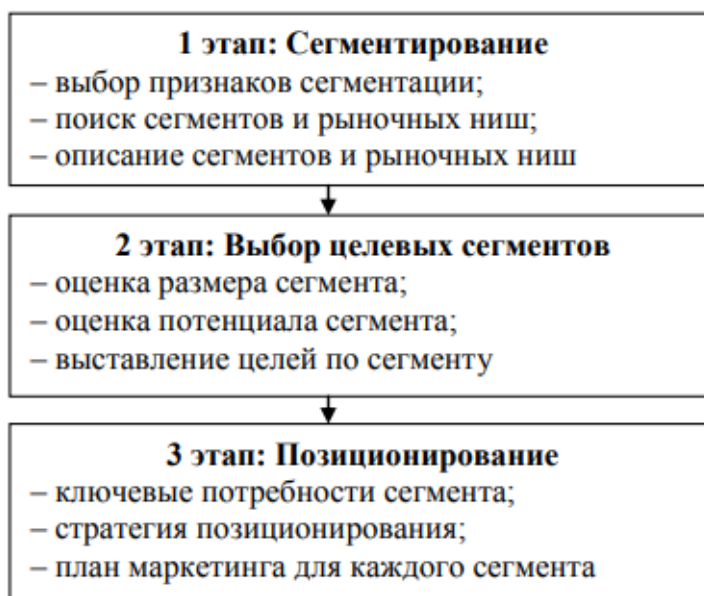 1 этап: Сегментирование
– выбор признаков сегментации;
– поиск сегментов и рыночных ниш;
– описание сегментов и рыночных ниш
2 этап: Выбор целевых сегментов
– оценка размера сегмента;
– оценка потенциала сегмента;
– выставление целей по сегменту
3 этап: Позиционирование
– ключевые потребности сегмента;
– стратегия позиционирования;
– план маркетинга для каждого сегмента